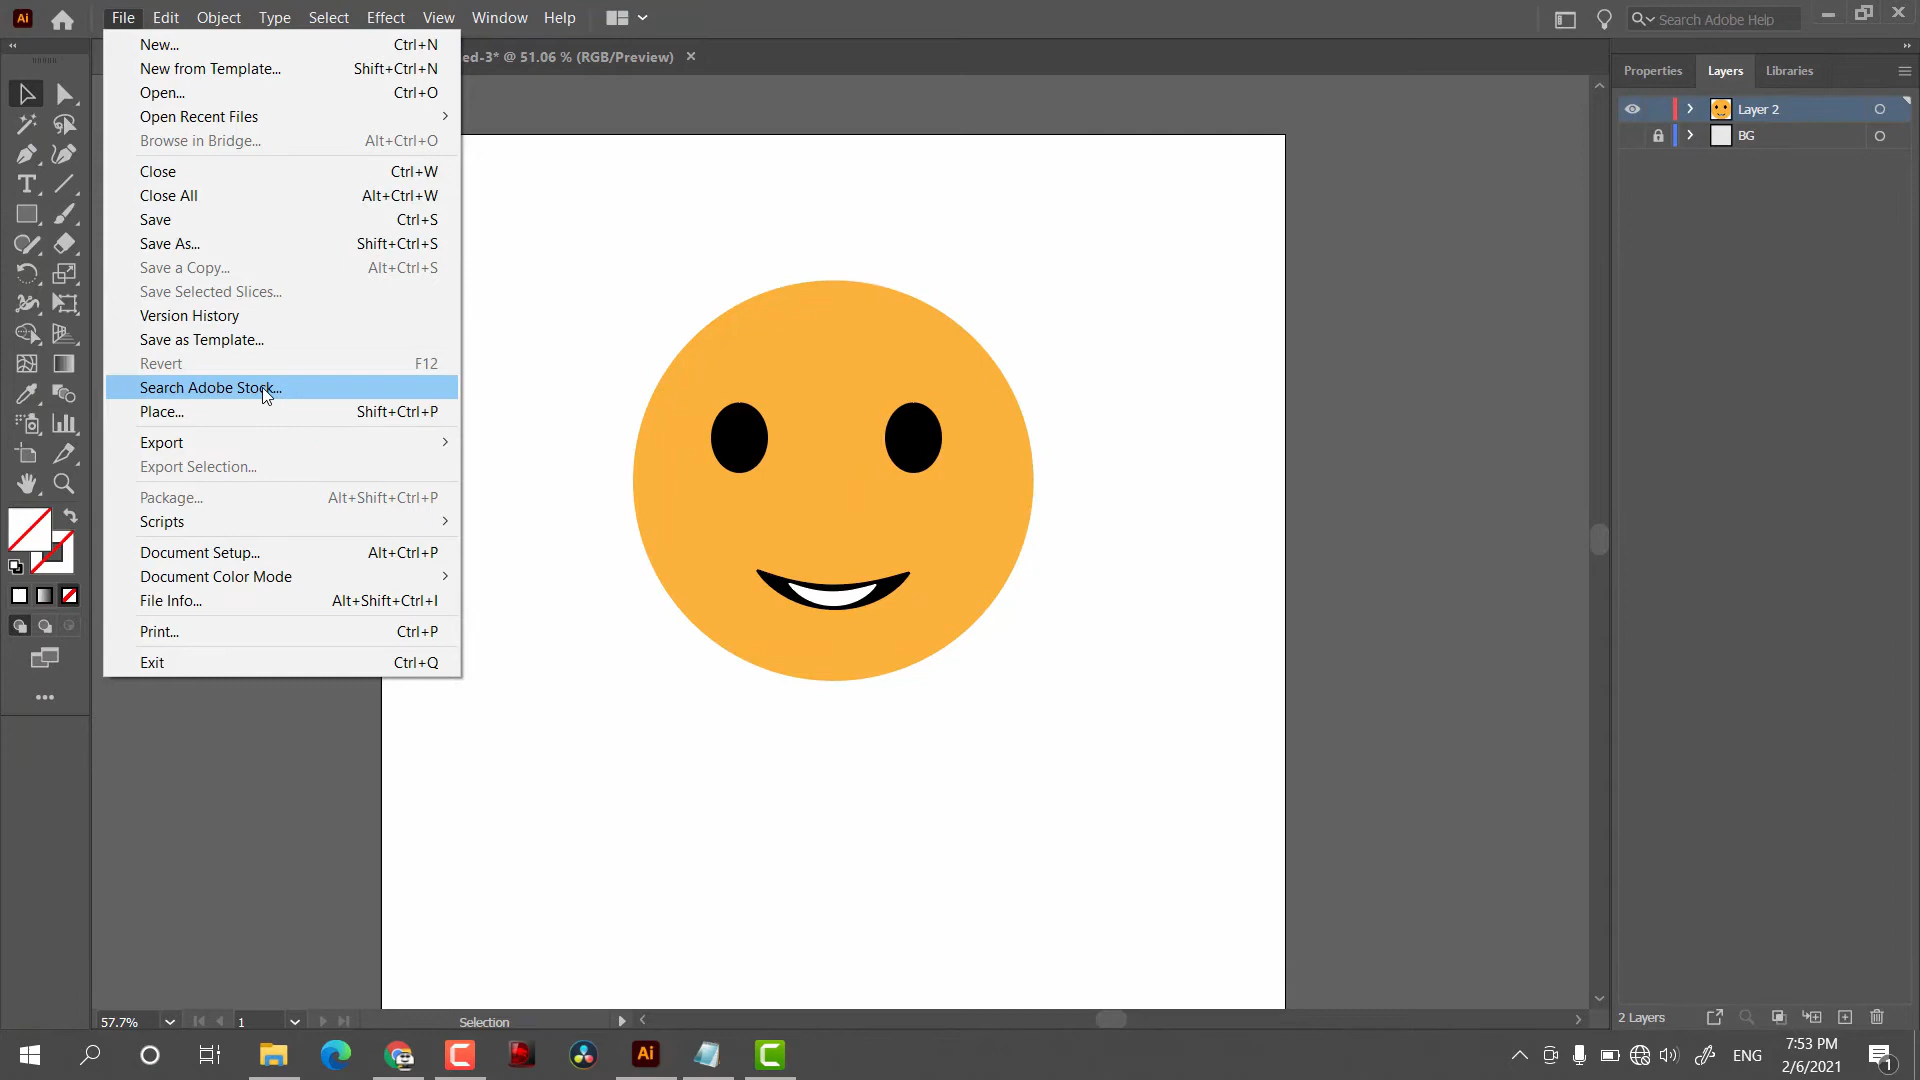 Ai File Edit Object Type Select Effect View Window Help Search Adobe Help
ed-3* @ 51.06 % (RGB/Preview)
New... Ctrl+N
New from Template... Shift+Ctrl+N
Open... Ctrl+O
Open Recent Files
Browse in Bridge... Alt+Ctrl+O
Close Ctrl+W
Close All Alt+Ctrl+W
Save Ctrl+S
Save As... Shift+Ctrl+S
Save a Copy... Alt+Ctrl+S
Save Selected Slices...
Version History
Save as Template...
Revert F12
Search Adobe Stock...
Place... Shift+Ctrl+P
Export
Export Selection...
Package... Alt+Shift+Ctrl+P
Scripts
Document Setup... Alt+Ctrl+P
Document Color Mode
File Info... Alt+Shift+Ctrl+I
Print... Ctrl+P
Exit Ctrl+Q
Properties Layers Libraries
Layer 2
BG
57.7% 1 Selection
2 Layers
Ai
ENG
7:53 PM
2/6/2021
1